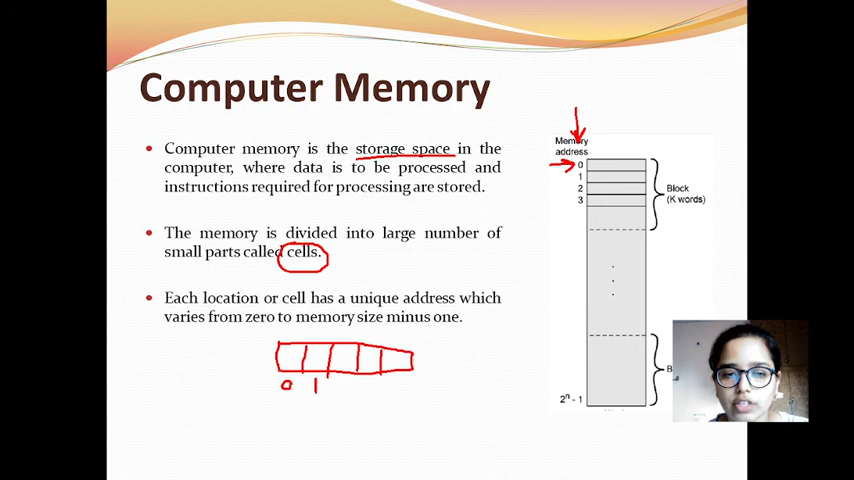 Computer Memory
• Computer memory is the storage space in the
computer, where data is to be processed and
instructions required for processing are stored.
• The memory is divided into large number of
small parts called cells.
• Each location or cell has a unique address which
varies from zero to memory size minus one.
0 1
Memory
address
0
1
2
3
Block
(K words)
B
2ⁿ - 1